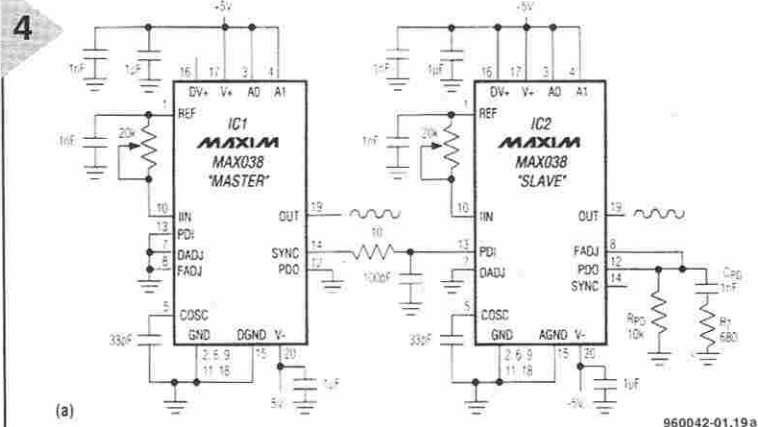 4
+5V
+5V
1nF
1µF
1nF
1µF
16
17
3
4
16
17
3
4
DV+ V+ A0 A1
DV+ V+ A0 A1
1
REF
1
REF
1nF
20k
IC1
MAXIM
MAX038
"MASTER"
1nF
20k
IC2
MAXIM
MAX038
"SLAVE"
10
IIN
13
PDI
7
DADJ
8
FADJ
OUT
19
SYNC
14
PDO
12
10
100pF
10
IIN
13
PDI
7
DADJ
OUT
19
FADJ
8
PDO
12
SYNC
14
CPD
1nF
RPD
10k
R1
680
5
COSC
5
COSC
33pF
33pF
GND
DGND V-
GND
AGND V-
2 6 9
11 18
15
20
2 6 9
11 18
15
20
1µF
5V
1µF
-5V
(a)
960042-01.19a